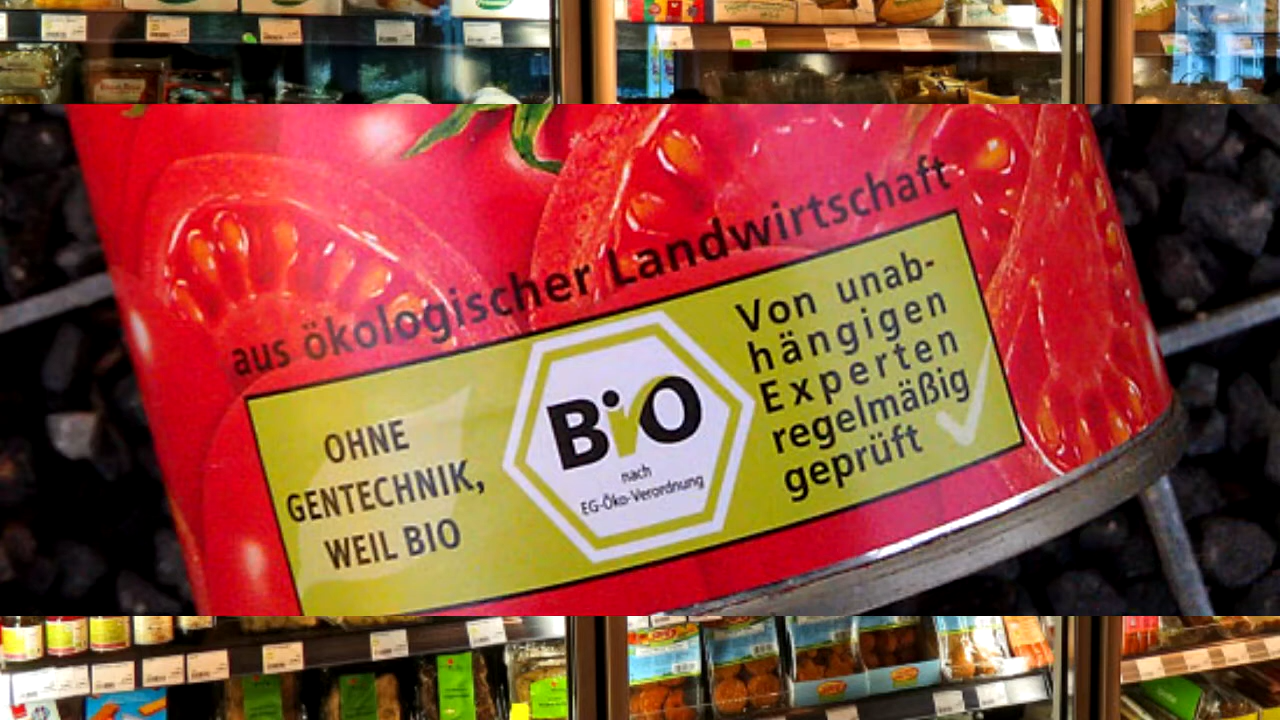 aus ökologischer Landwirtschaft
OHNE
GENTECHNIK,
WEIL BIO
Bio
nach
EG-Öko-Verordnung
Von unab-
hängigen
Experten
regelmäßig
geprüft